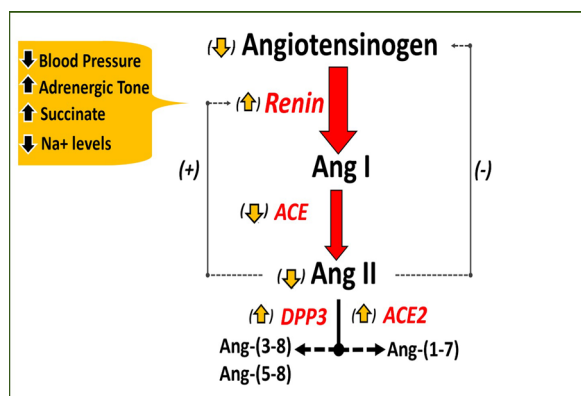 (⬇) Angiotensinogen
⬇ Blood Pressure
⬆ Adrenergic Tone
⬆ Succinate
⬇ Na+ levels
(⬆) Renin
(+)
Ang I
(-)
(⬇) ACE
(⬇) Ang II
(⬆) DPP3
(⬆) ACE2
Ang-(3-8)
Ang-(1-7)
Ang-(5-8)